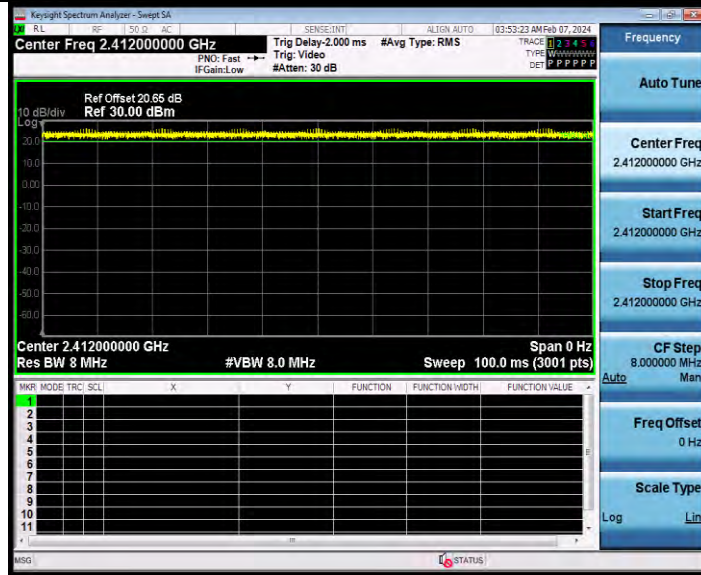 Keysight Spectrum Analyzer - Swept SA
RL RF 50 Ω AC SENSE:INT ALIGN AUTO 03:53:23 AM Feb 07, 2024
Center Freq 2.412000000 GHz
PNO: Fast
IFGain:Low
Trig Delay-2.000 ms
Trig: Video
#Atten: 30 dB
#Avg Type: RMS
TRACE 1 2 3 4 5 6
TYPE
DET P P P P P P
Ref Offset 20.65 dB
10 dB/div Ref 30.00 dBm
Log
20.0
10.0
0.00
-10.0
-20.0
-30.0
-40.0
-50.0
-60.0
Center 2.412000000 GHz Span 0 Hz
Res BW 8 MHz #VBW 8.0 MHz Sweep 100.0 ms (3001 pts)
MKR MODE TRC SCL X Y FUNCTION FUNCTION WIDTH FUNCTION VALUE
1
2
3
4
5
6
7
8
9
10
11
MSG STATUS
Frequency
Auto Tune
Center Freq
2.412000000 GHz
Start Freq
2.412000000 GHz
Stop Freq
2.412000000 GHz
CF Step
8.000000 MHz
Auto Man
Freq Offset
0 Hz
Scale Type
Log Lin